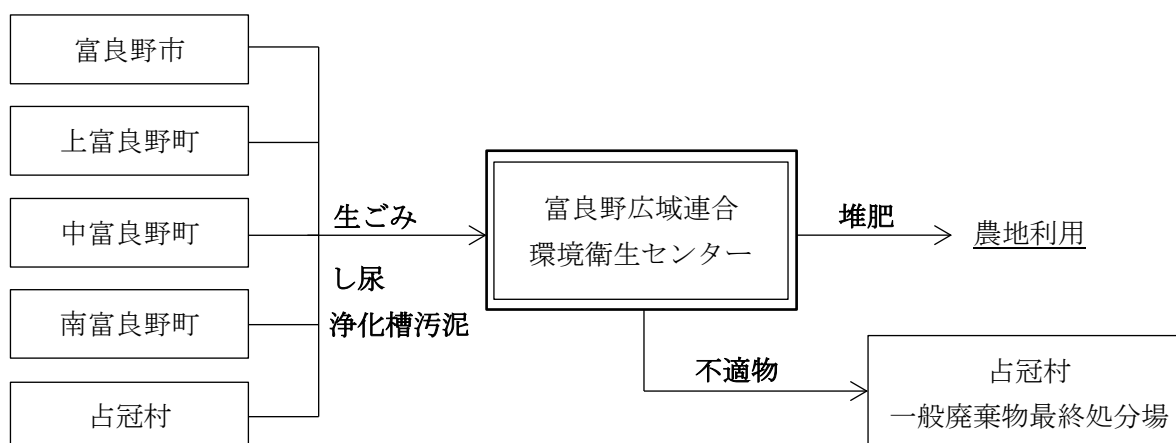 富良野市
上富良野町
中富良野町
南富良野町
占冠村
生ごみ
し尿
浄化槽汚泥
富良野広域連合
環境衛生センター
堆肥
農地利用
不適物
占冠村
一般廃棄物最終処分場